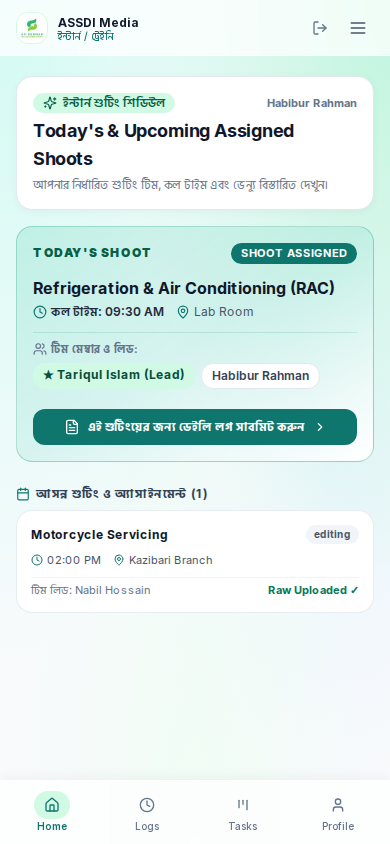 ASSDI Media
ইন্টার্ন / ট্রেইনি
ইন্টার্ন শুটিং শিডিউল
Habibur Rahman
Today's & Upcoming Assigned
Shoots
আপনার নির্ধারিত শুটিং টিম, কল টাইম এবং ভেন্যু বিস্তারিত দেখুন।
TODAY'S SHOOT
SHOOT ASSIGNED
Refrigeration & Air Conditioning (RAC)
কল টাইম: 09:30 AM Lab Room
টিম মেম্বার ও লিড:
★ Tariqul Islam (Lead) Habibur Rahman
এই শুটিংয়ের জন্য ডেইলি লগ সাবমিট করুন
আসন্ন শুটিং ও অ্যাসাইনমেন্ট (1)
Motorcycle Servicing
editing
02:00 PM Kazibari Branch
টিম লিড: Nabil Hossain
Raw Uploaded ✓
Home Logs Tasks Profile